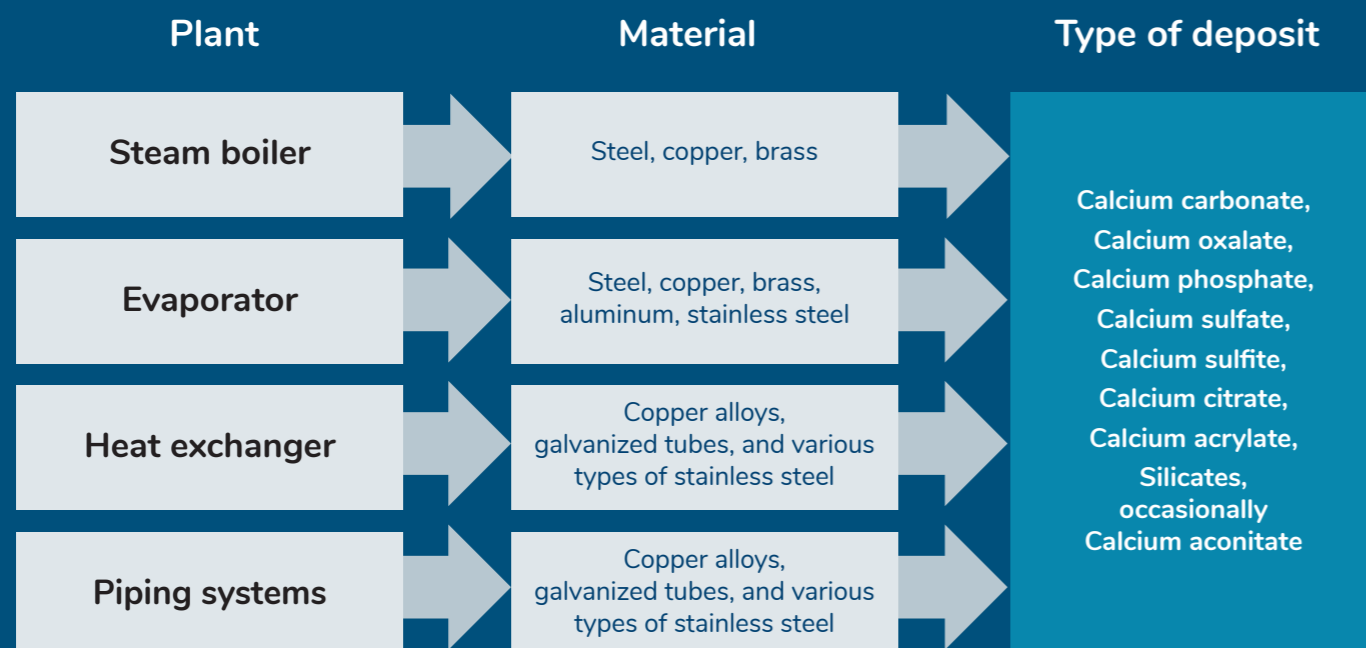 Plant
Material
Type of deposit
Steam boiler
Steel, copper, brass
Evaporator
Steel, copper, brass,
aluminum, stainless steel
Heat exchanger
Copper alloys,
galvanized tubes, and various
types of stainless steel
Piping systems
Copper alloys,
galvanized tubes, and various
types of stainless steel
Calcium carbonate,
Calcium oxalate,
Calcium phosphate,
Calcium sulfate,
Calcium sulfite,
Calcium citrate,
Calcium acrylate,
Silicates,
occasionally
Calcium aconitate